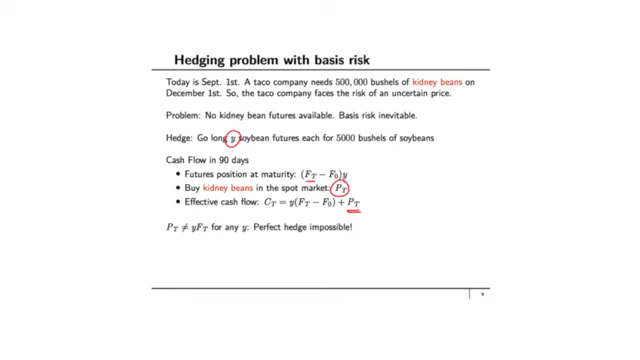 Hedging problem with basis risk
Today is Sept. 1st. A taco company needs 500,000 bushels of kidney beans on
December 1st. So, the taco company faces the risk of an uncertain price.
Problem: No kidney bean futures available. Basis risk inevitable.
Hedge: Go long y soybean futures each for 5000 bushels of soybeans
Cash Flow in 90 days
• Futures position at maturity: (F_T − F_0)y
• Buy kidney beans in the spot market: P_T
• Effective cash flow: C_T = y(F_T − F_0) + P_T
P_T ≠ yF_T for any y: Perfect hedge impossible!